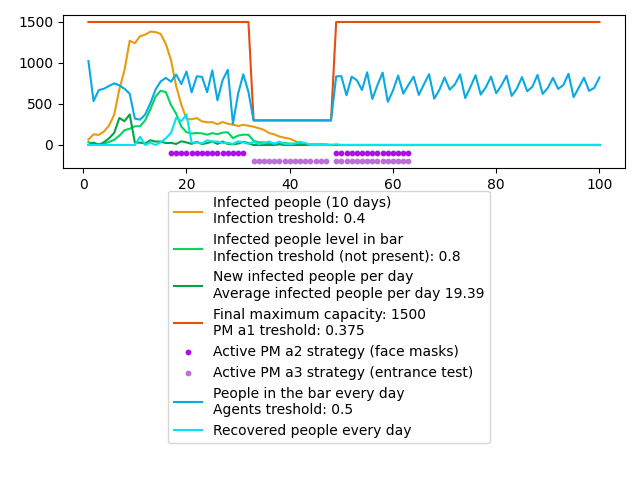 1500
1000
500
0
0 20 40 60 80 100
Infected people (10 days)
Infection treshold: 0.4
Infected people level in bar
Infection treshold (not present): 0.8
New infected people per day
Average infected people per day 19.39
Final maximum capacity: 1500
PM a1 treshold: 0.375
Active PM a2 strategy (face masks)
Active PM a3 strategy (entrance test)
People in the bar every day
Agents treshold: 0.5
Recovered people every day